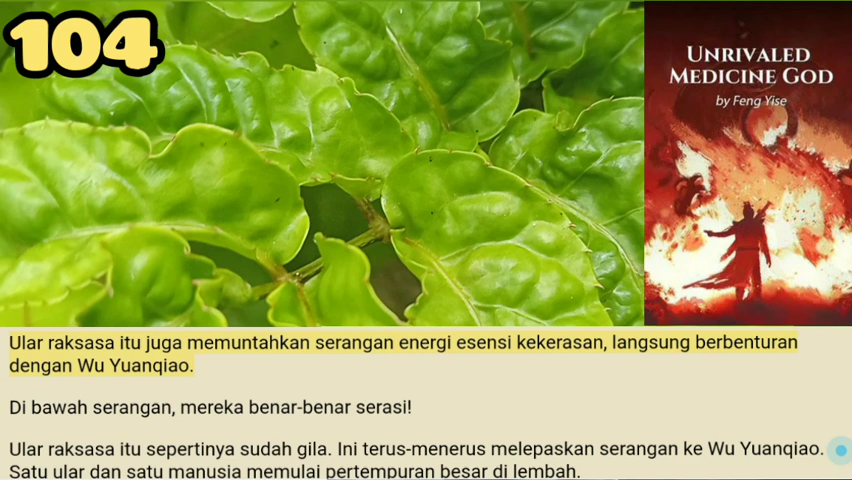 104
UNRIVALED
MEDICINE GOD
by Feng Yise
Ular raksasa itu juga memuntahkan serangan energi esensi kekerasan, langsung berbenturan
dengan Wu Yuanqiao.
Di bawah serangan, mereka benar-benar serasi!
Ular raksasa itu sepertinya sudah gila. Ini terus-menerus melepaskan serangan ke Wu Yuanqiao.
Satu ular dan satu manusia memulai pertempuran besar di lembah.